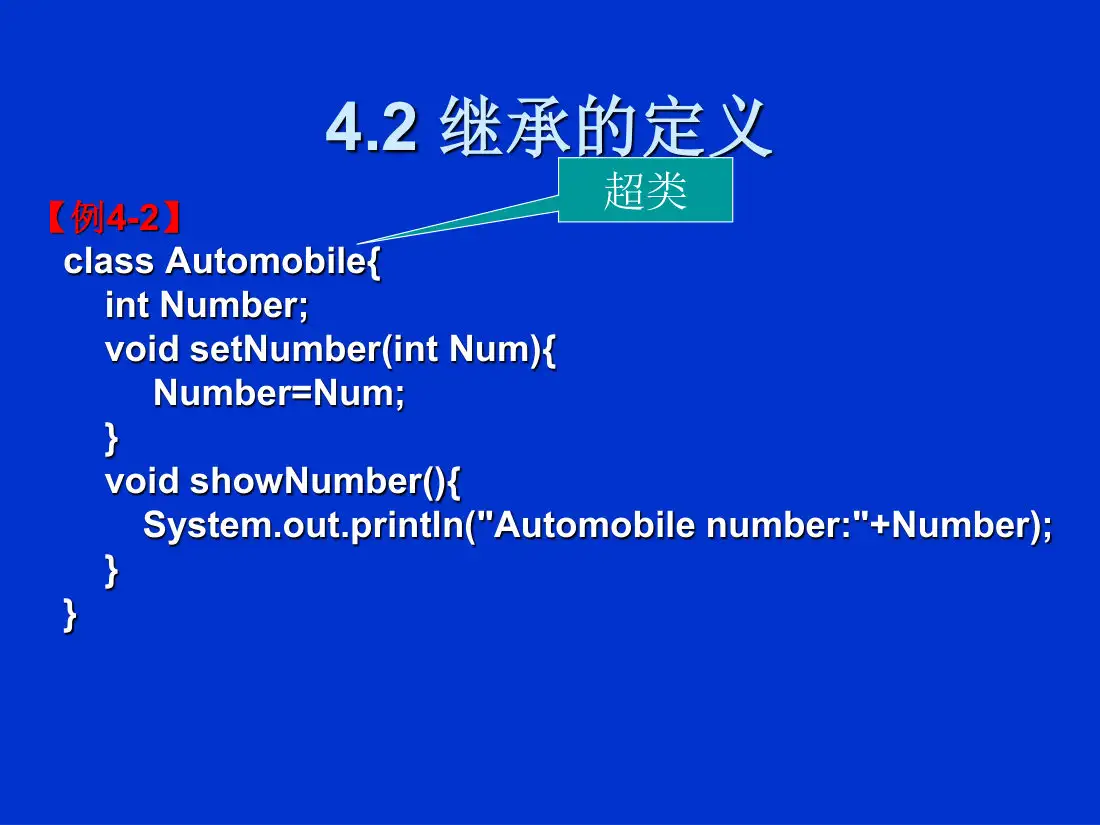 4.2 继承的定义
超类
【例4-2】
class Automobile{
int Number;
void setNumber(int Num){
Number=Num;
}
void showNumber(){
System.out.println("Automobile number:"+Number);
}
}